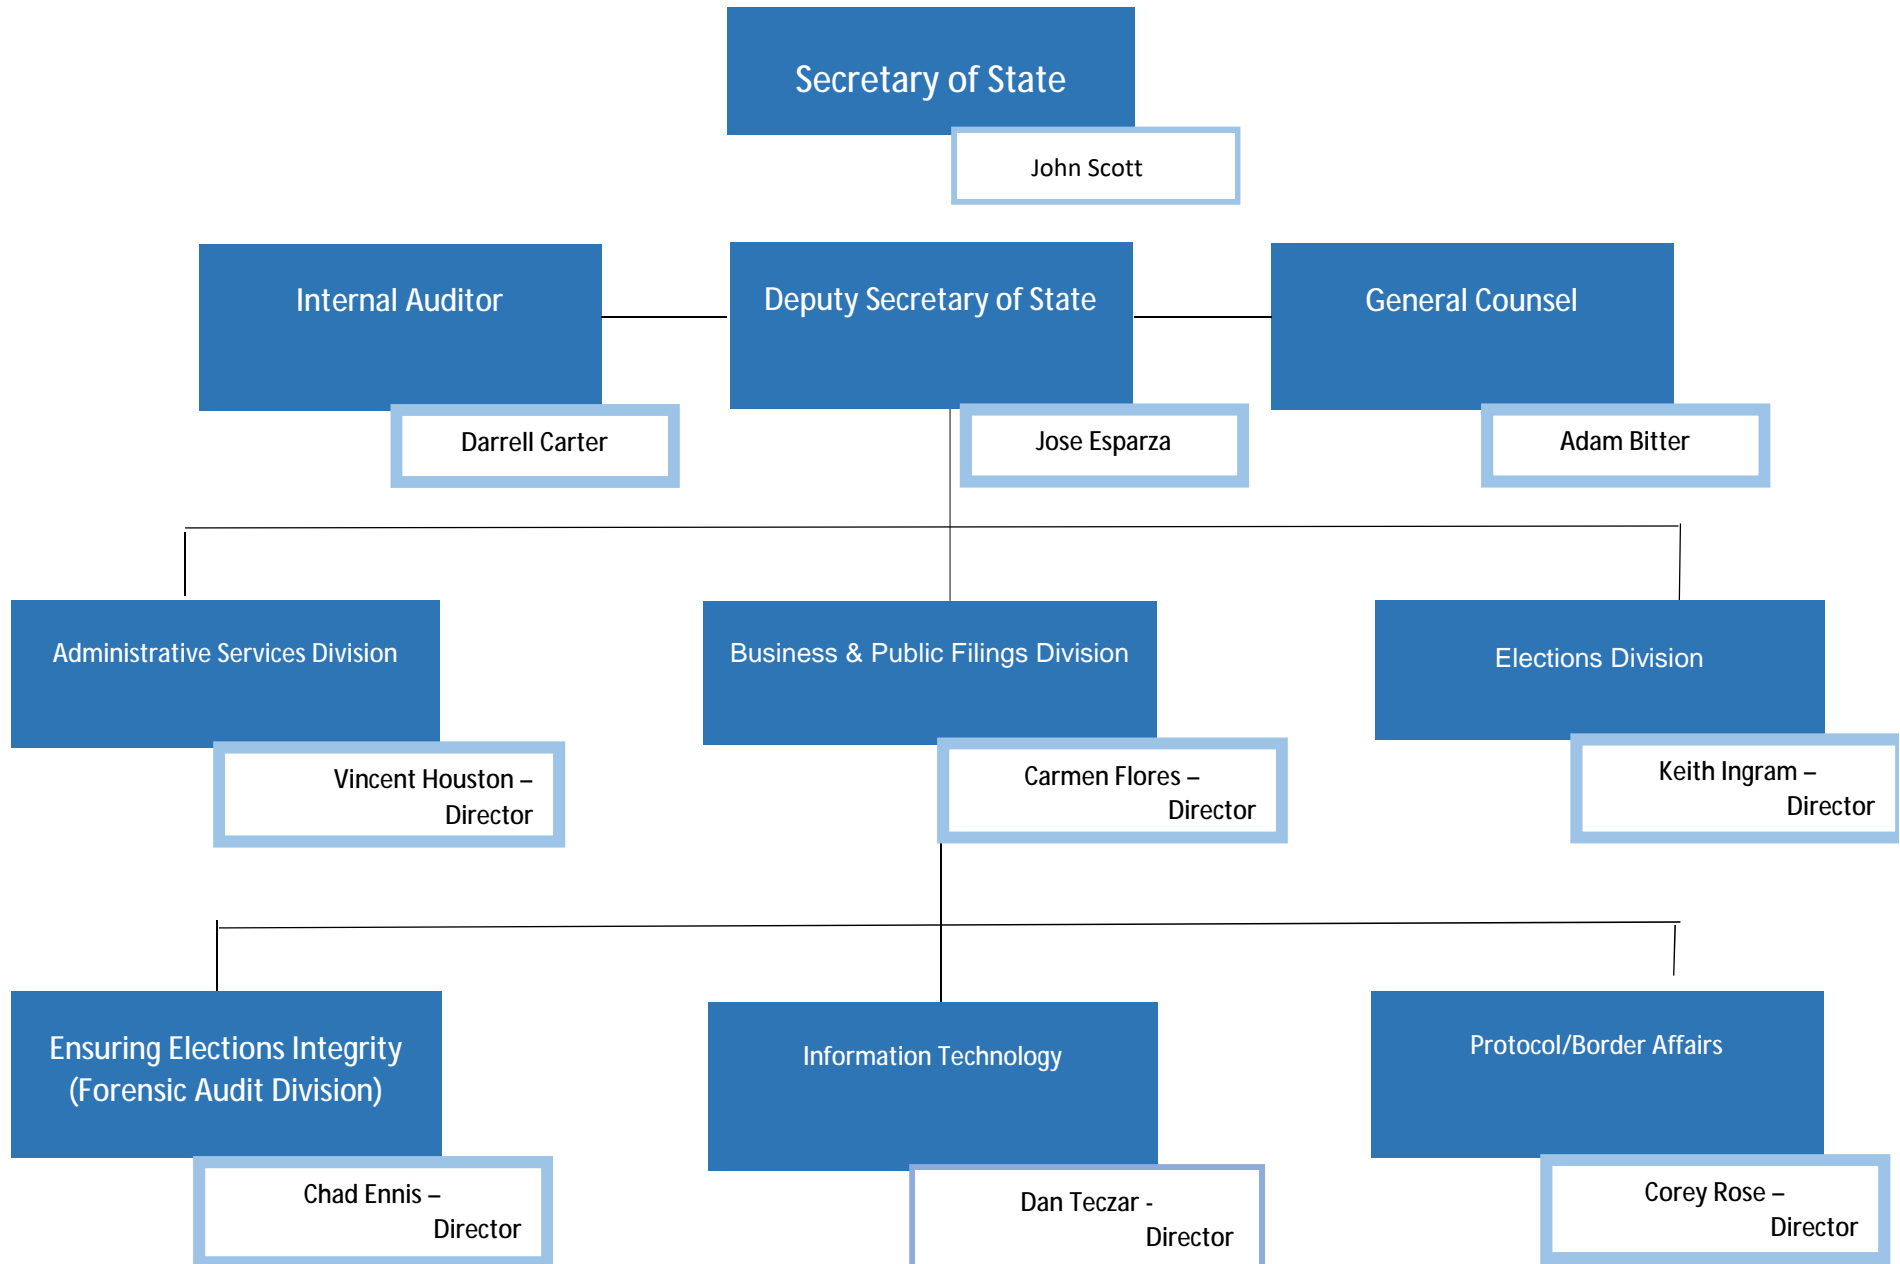 Secretary of State
John Scott
Internal Auditor
Darrell Carter
Deputy Secretary of State
Jose Esparza
General Counsel
Adam Bitter
Administrative Services Division
Vincent Houston –
Director
Business & Public Filings Division
Carmen Flores –
Director
Elections Division
Keith Ingram –
Director
Ensuring Elections Integrity
(Forensic Audit Division)
Chad Ennis –
Director
Information Technology
Dan Teczar -
Director
Protocol/Border Affairs
Corey Rose –
Director